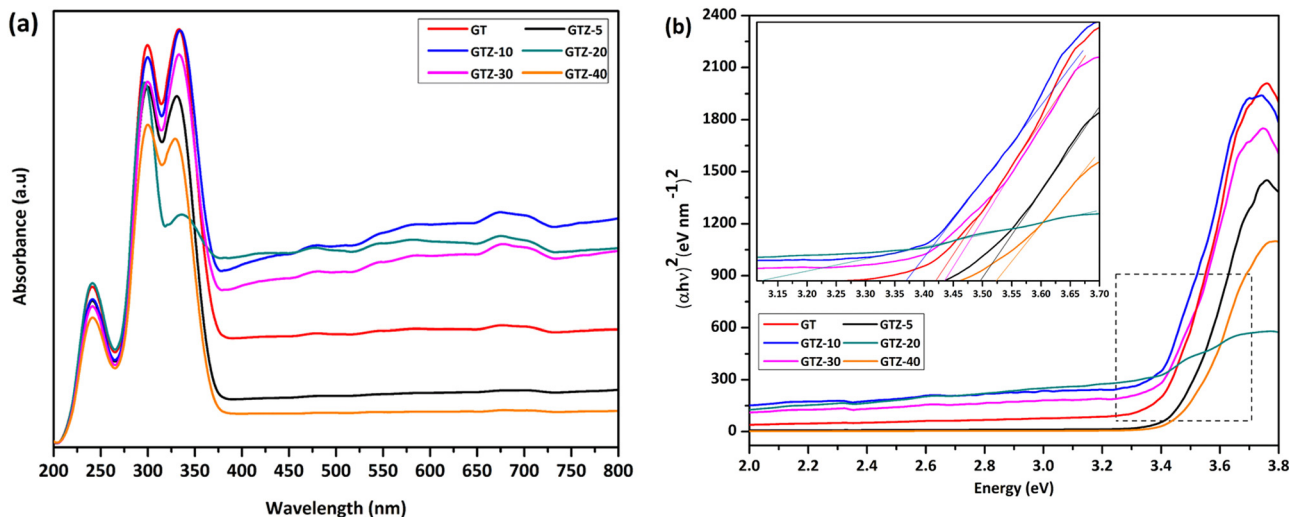 (a)
GT GTZ-5
GTZ-10 GTZ-20
GTZ-30 GTZ-40
Absorbance (a.u)
200 250 300 350 400 450 500 550 600 650 700 750 800
Wavelength (nm)
(b)
2400
2100
1800
1500
1200
900
600
300
0
(αhν)² (eV nm⁻¹)²
3.15 3.20 3.25 3.30 3.35 3.40 3.45 3.50 3.55 3.60 3.65 3.70
GT GTZ-5
GTZ-10 GTZ-20
GTZ-30 GTZ-40
2.0 2.2 2.4 2.6 2.8 3.0 3.2 3.4 3.6 3.8
Energy (eV)